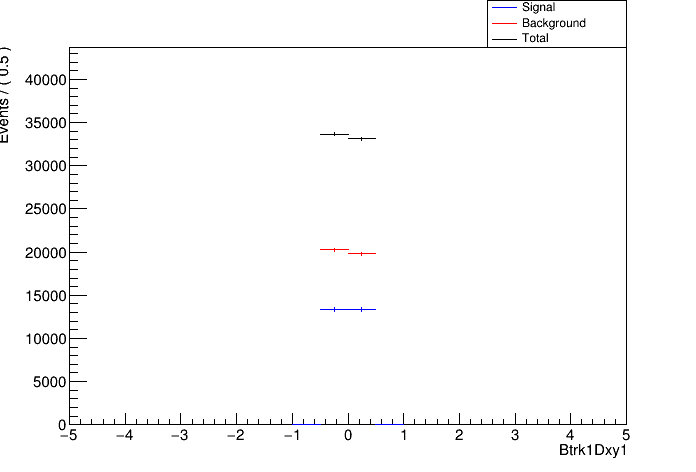 Signal
Background
Total
Events / ( 0.5 )
40000
35000
30000
25000
20000
15000
10000
5000
0
−5 −4 −3 −2 −1 0 1 2 3 4 5
Btrk1Dxy1